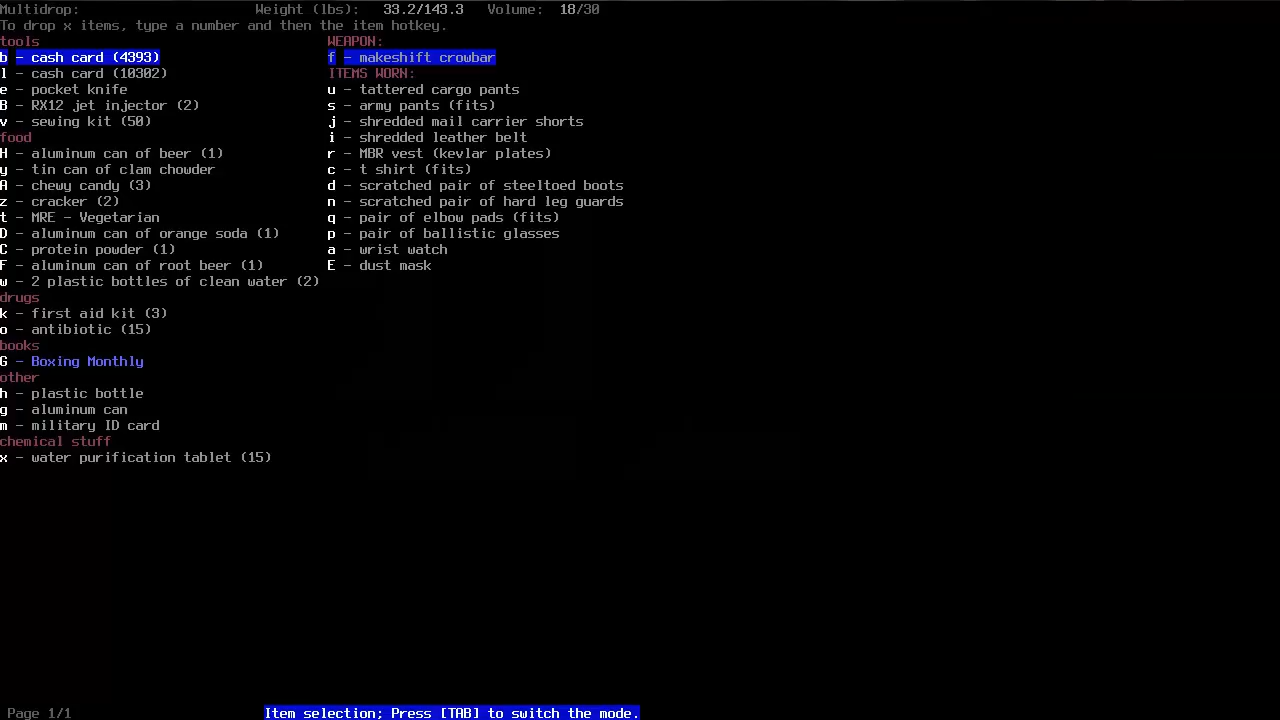 Multidrop: Weight (lbs): 33.2/143.3 Volume: 18/30
To drop x items, type a number and then the item hotkey.
tools
b - cash card (4393)
l - cash card (10302)
e - pocket knife
B - RX12 jet injector (2)
v - sewing kit (50)
food
H - aluminum can of beer (1)
y - tin can of clam chowder
A - chewy candy (3)
z - cracker (2)
t - MRE - Vegetarian
D - aluminum can of orange soda (1)
C - protein powder (1)
F - aluminum can of root beer (1)
w - 2 plastic bottles of clean water (2)
drugs
k - first aid kit (3)
o - antibiotic (15)
books
G - Boxing Monthly
other
h - plastic bottle
g - aluminum can
m - military ID card
chemical stuff
x - water purification tablet (15)
WEAPON:
f - makeshift crowbar
ITEMS WORN:
u - tattered cargo pants
s - army pants (fits)
j - shredded mail carrier shorts
i - shredded leather belt
r - MBR vest (kevlar plates)
c - t shirt (fits)
d - scratched pair of steeltoed boots
n - scratched pair of hard leg guards
q - pair of elbow pads (fits)
p - pair of ballistic glasses
a - wrist watch
E - dust mask
Page 1/1
Item selection; Press [TAB] to switch the mode.